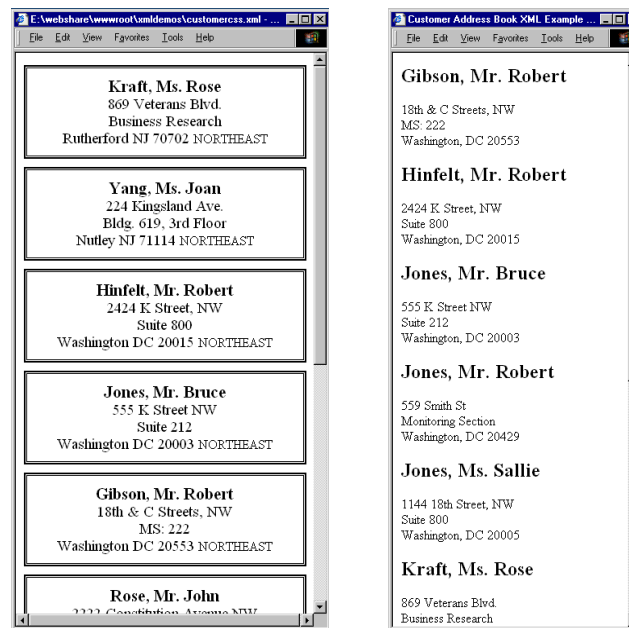 E:\webshare\wwwroot\xmldemos\customercss.xml - ...
File Edit View Favorites Tools Help
Kraft, Ms. Rose
869 Veterans Blvd.
Business Research
Rutherford NJ 70702 NORTHEAST
Yang, Ms. Joan
224 Kingsland Ave.
Bldg. 619, 3rd Floor
Nutley NJ 71114 NORTHEAST
Hinfelt, Mr. Robert
2424 K Street, NW
Suite 800
Washington DC 20015 NORTHEAST
Jones, Mr. Bruce
555 K Street NW
Suite 212
Washington DC 20003 NORTHEAST
Gibson, Mr. Robert
18th & C Streets, NW
MS: 222
Washington DC 20553 NORTHEAST
Rose, Mr. John
2222 Constitution Avenue NW
Customer Address Book XML Example ...
File Edit View Favorites Tools Help
Gibson, Mr. Robert
18th & C Streets, NW
MS: 222
Washington, DC 20553
Hinfelt, Mr. Robert
2424 K Street, NW
Suite 800
Washington, DC 20015
Jones, Mr. Bruce
555 K Street NW
Suite 212
Washington, DC 20003
Jones, Mr. Robert
559 Smith St
Monitoring Section
Washington, DC 20429
Jones, Ms. Sallie
1144 18th Street, NW
Suite 800
Washington, DC 20005
Kraft, Ms. Rose
869 Veterans Blvd.
Business Research